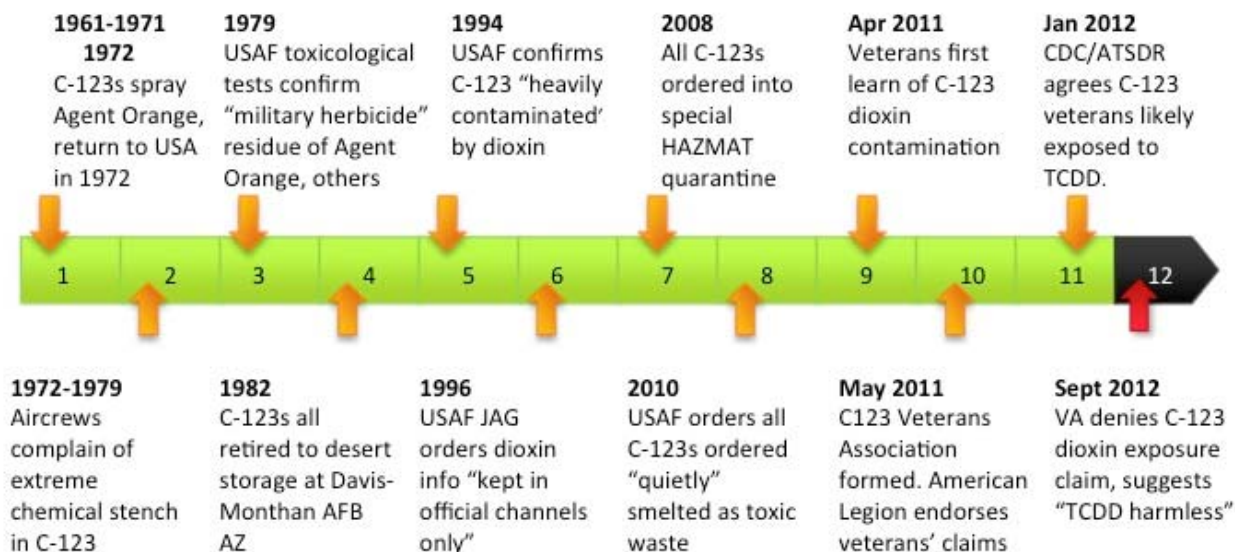 1961-1971
1972
C-123s spray
Agent Orange,
return to USA
in 1972
1979
USAF toxicological
tests confirm
“military herbicide”
residue of Agent
Orange, others
1994
USAF confirms
C-123 “heavily
contaminated’
by dioxin
2008
All C-123s
ordered into
special
HAZMAT
quarantine
Apr 2011
Veterans first
learn of C-123
dioxin
contamination
Jan 2012
CDC/ATSDR
agrees C-123
veterans likely
exposed to
TCDD.
1 2 3 4 5 6 7 8 9 10 11 12
1972-1979
Aircrews
complain of
extreme
chemical stench
in C-123
1982
C-123s all
retired to desert
storage at Davis-
Monthan AFB
AZ
1996
USAF JAG
orders dioxin
info “kept in
official channels
only”
2010
USAF orders all
C-123s ordered
“quietly”
smelted as toxic
waste
May 2011
C123 Veterans
Association
formed. American
Legion endorses
veterans’ claims
Sept 2012
VA denies C-123
dioxin exposure
claim, suggests
“TCDD harmless”